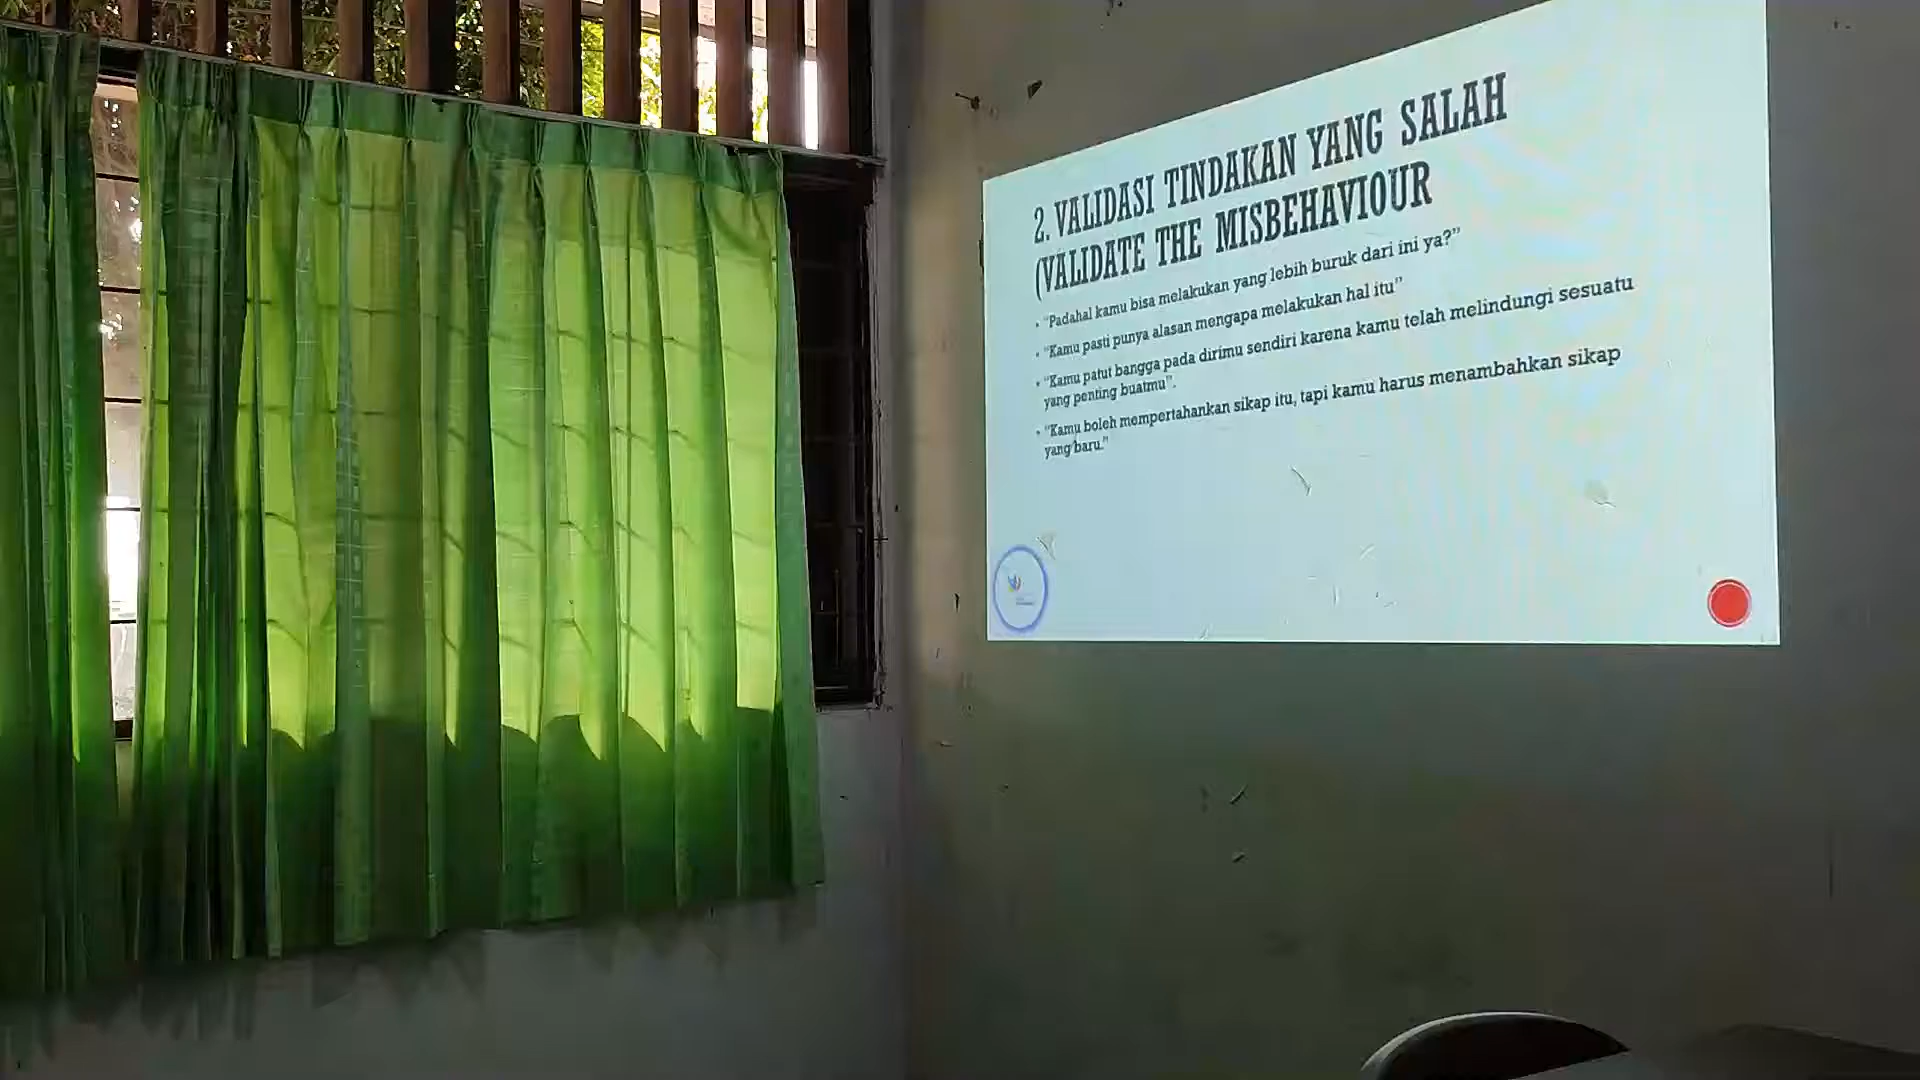 2. VALIDASI TINDAKAN YANG SALAH
(VALIDATE THE MISBEHAVIOUR
• “Padahal kamu bisa melakukan yang lebih buruk dari ini ya?”
• “Kamu pasti punya alasan mengapa melakukan hal itu”
• “Kamu patut bangga pada dirimu sendiri karena kamu telah melindungi sesuatu
yang penting buatmu”.
• “Kamu boleh mempertahankan sikap itu, tapi kamu harus menambahkan sikap
yang baru.”